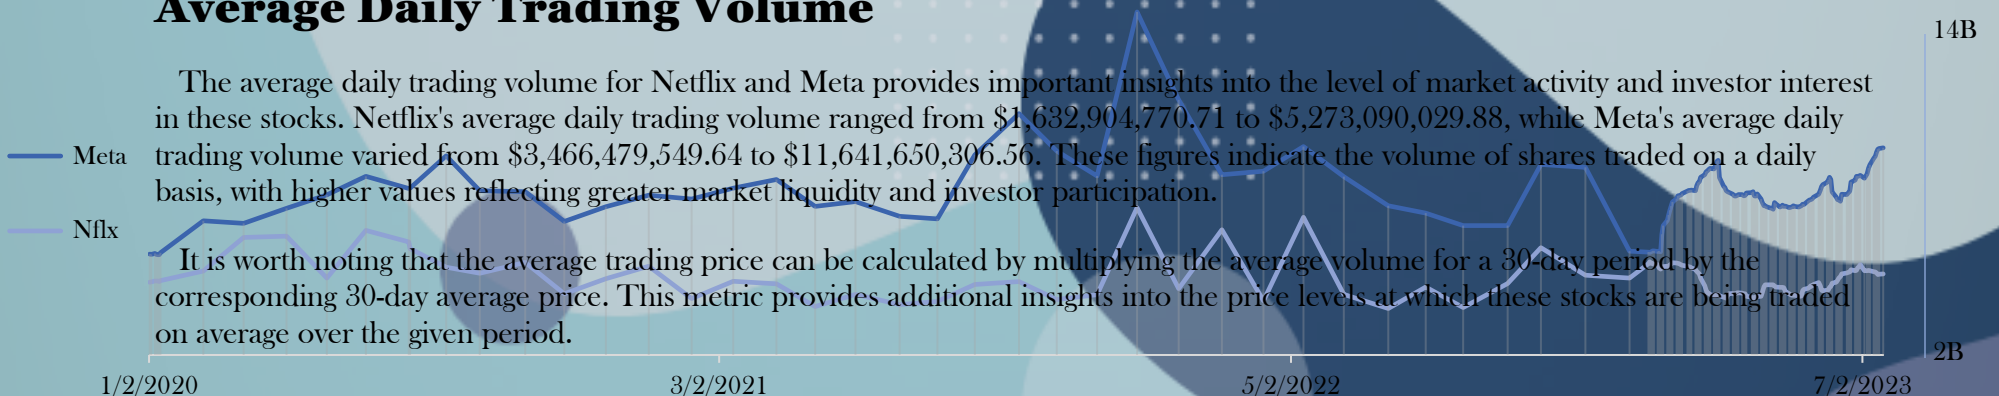 Average Daily Trading Volume
14B
The average daily trading volume for Netflix and Meta provides important insights into the level of market activity and investor interest
in these stocks. Netflix's average daily trading volume ranged from $1,632,904,770.71 to $5,273,090,029.88, while Meta's average daily
Meta
trading volume varied from $3,466,479,549.64 to $11,641,650,306.56. These figures indicate the volume of shares traded on a daily
basis, with higher values reflecting greater market liquidity and investor participation.
Nflx
It is worth noting that the average trading price can be calculated by multiplying the average volume for a 30-day period by the
corresponding 30-day average price. This metric provides additional insights into the price levels at which these stocks are being traded
on average over the given period.
2B
1/2/2020 3/2/2021 5/2/2022 7/2/2023